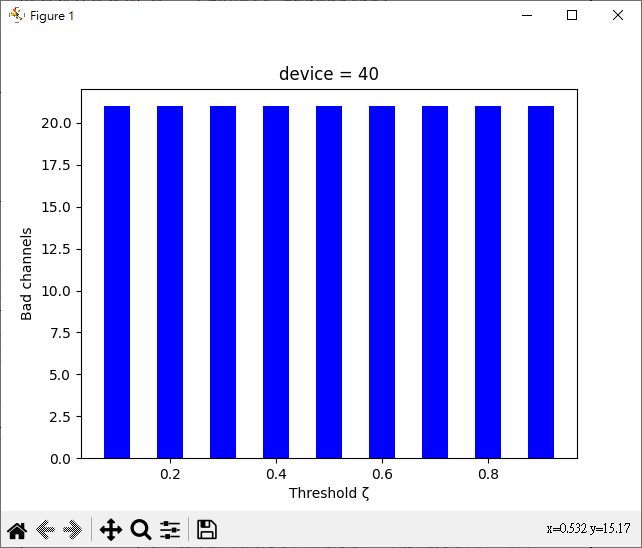 Figure 1
device = 40
20.0
17.5
15.0
12.5
10.0
7.5
5.0
2.5
0.0
Bad channels
0.2 0.4 0.6 0.8
Threshold ζ
x=0.532 y=15.17